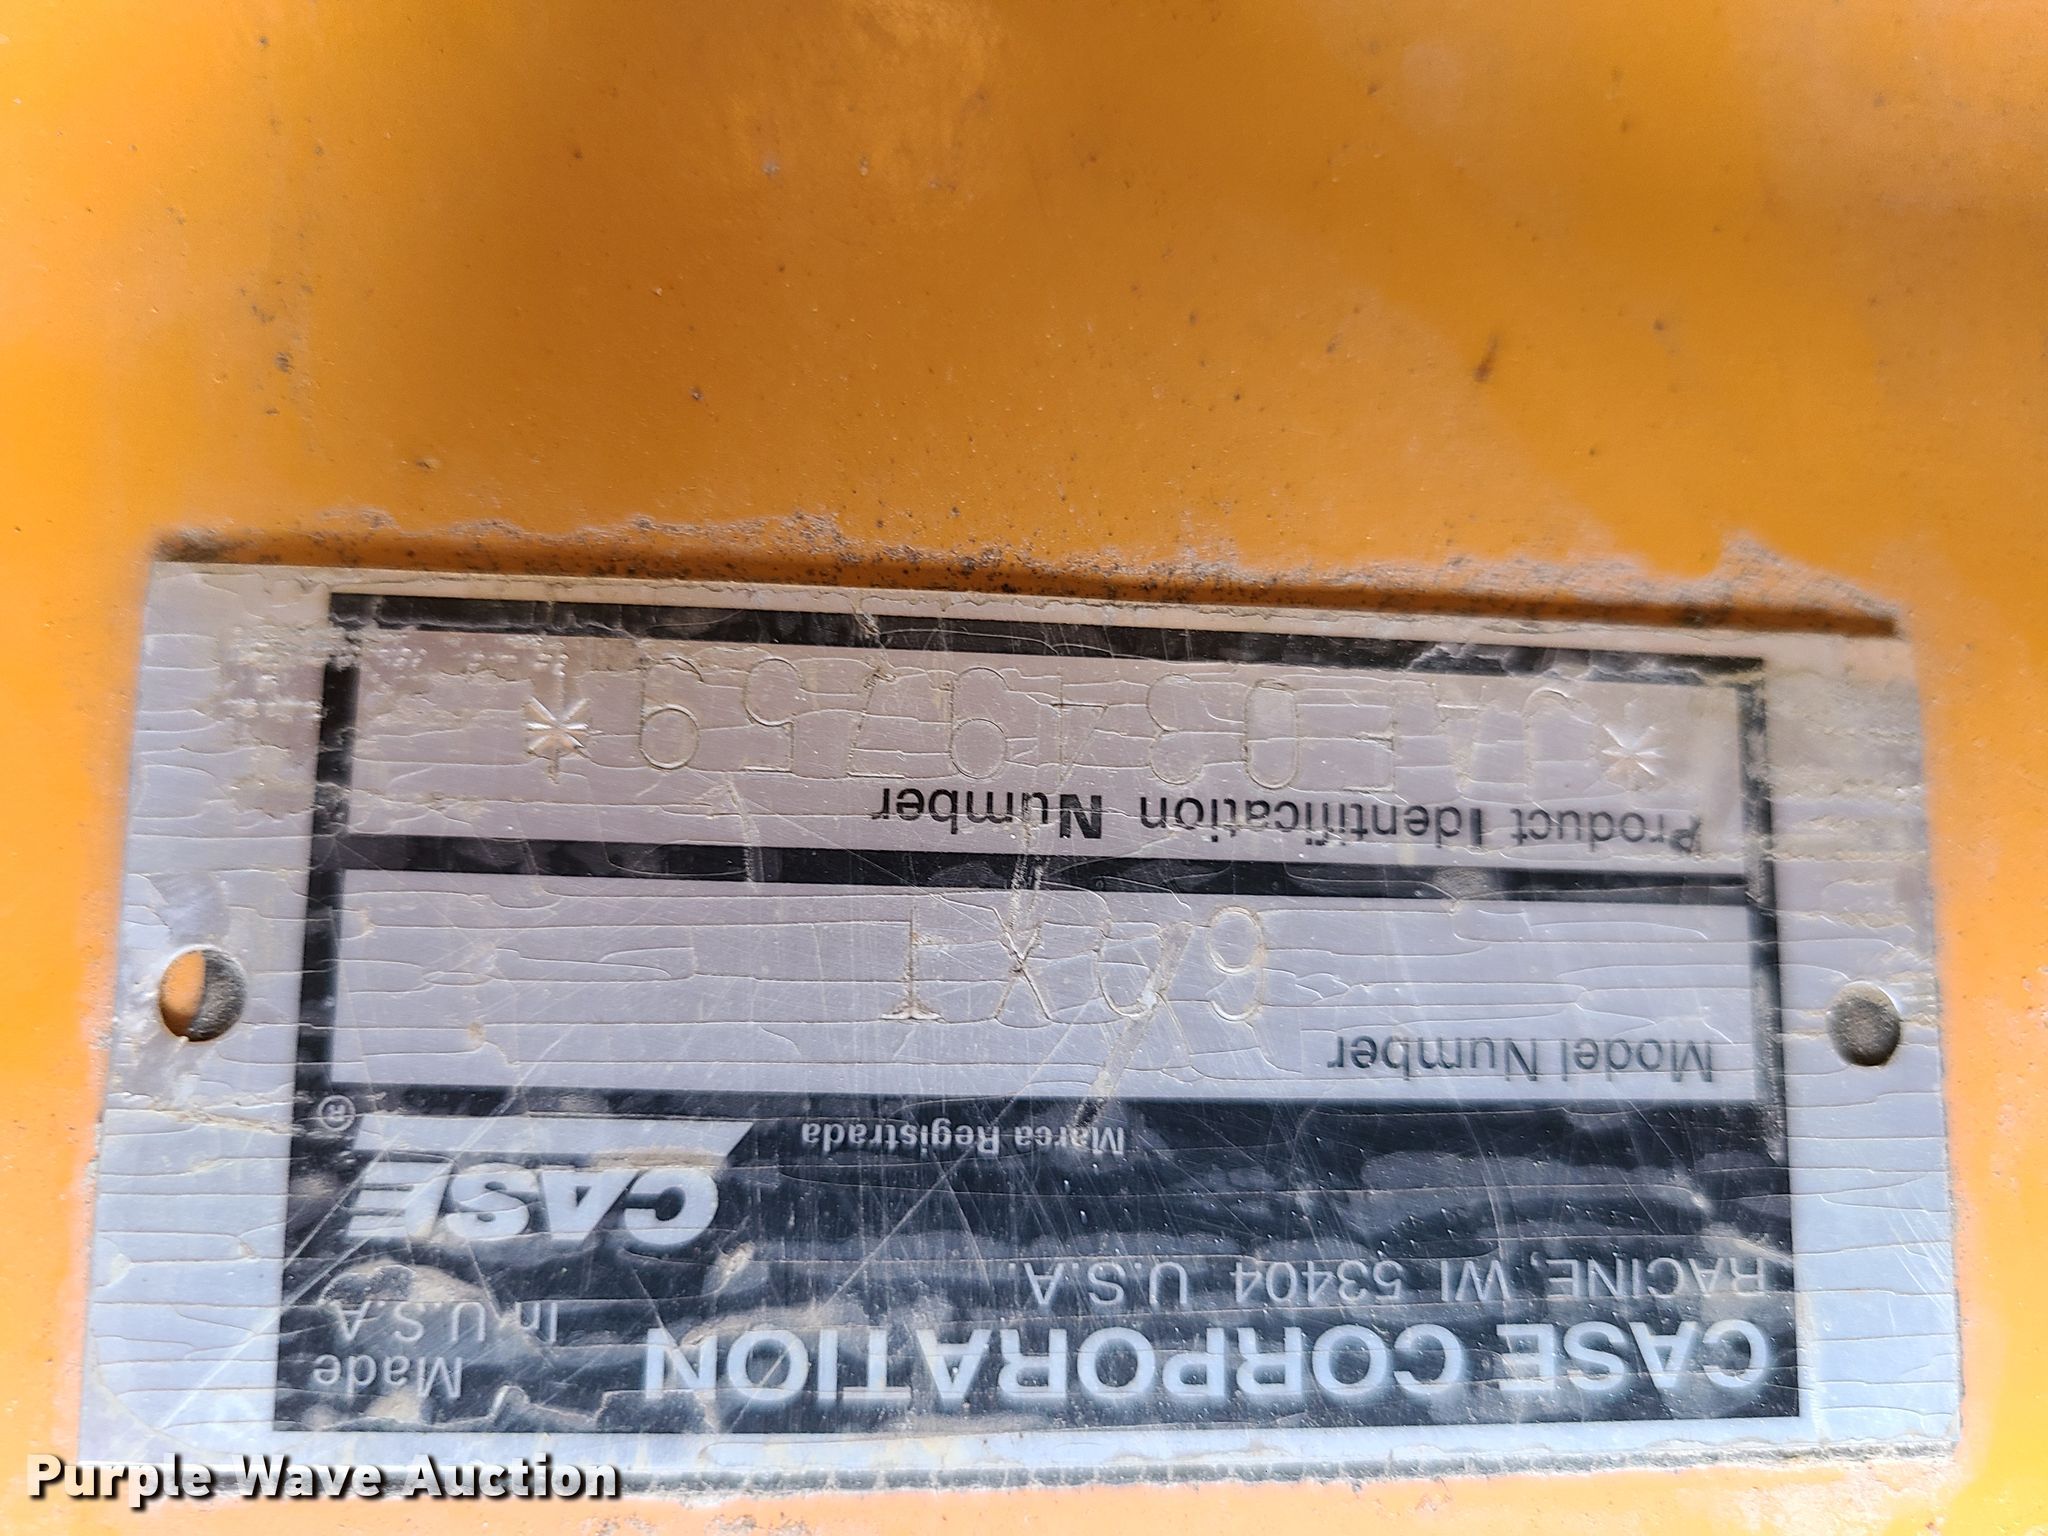 CASE CORPORATION
RACINE, WI 53404 U.S.A.
Made
In U.S.A.
Marca Registrada
CASE ®
Model Number
60XT
Product Identification Number
*JAF0349759*
Purple Wave Auction